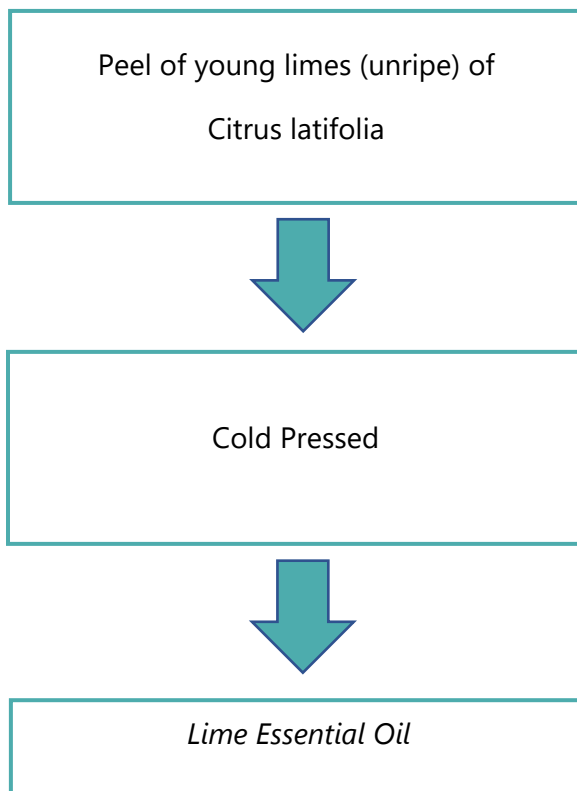 Peel of young limes (unripe) of
Citrus latifolia
Cold Pressed
Lime Essential Oil